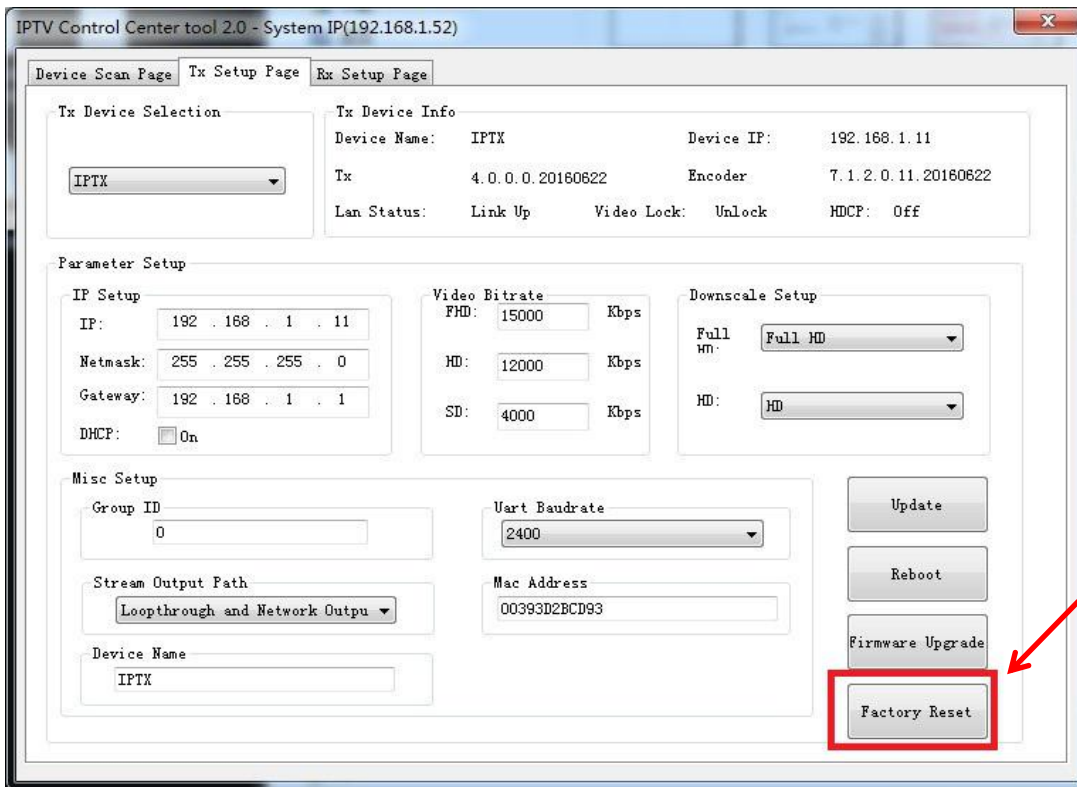 IPTV Control Center tool 2.0 - System IP(192.168.1.52)
Device Scan Page Tx Setup Page Rx Setup Page
Tx Device Selection
IPTX
Tx Device Info
Device Name: IPTX Device IP: 192.168.1.11
Tx 4.0.0.0.20160622 Encoder 7.1.2.0.11.20160622
Lan Status: Link Up Video Lock: Unlock HDCP: Off
Parameter Setup
IP Setup
IP: 192 . 168 . 1 . 11
Netmask: 255 . 255 . 255 . 0
Gateway: 192 . 168 . 1 . 1
DHCP: On
Video Bitrate
FHD: 15000 Kbps
HD: 12000 Kbps
SD: 4000 Kbps
Downscale Setup
Full Full HD
HD: HD
Misc Setup
Group ID
0
Uart Baudrate
2400
Stream Output Path
Loopthrough and Network Outpu
Mac Address
00393D2BCD93
Device Name
IPTX
Update
Reboot
Firmware Upgrade
Factory Reset